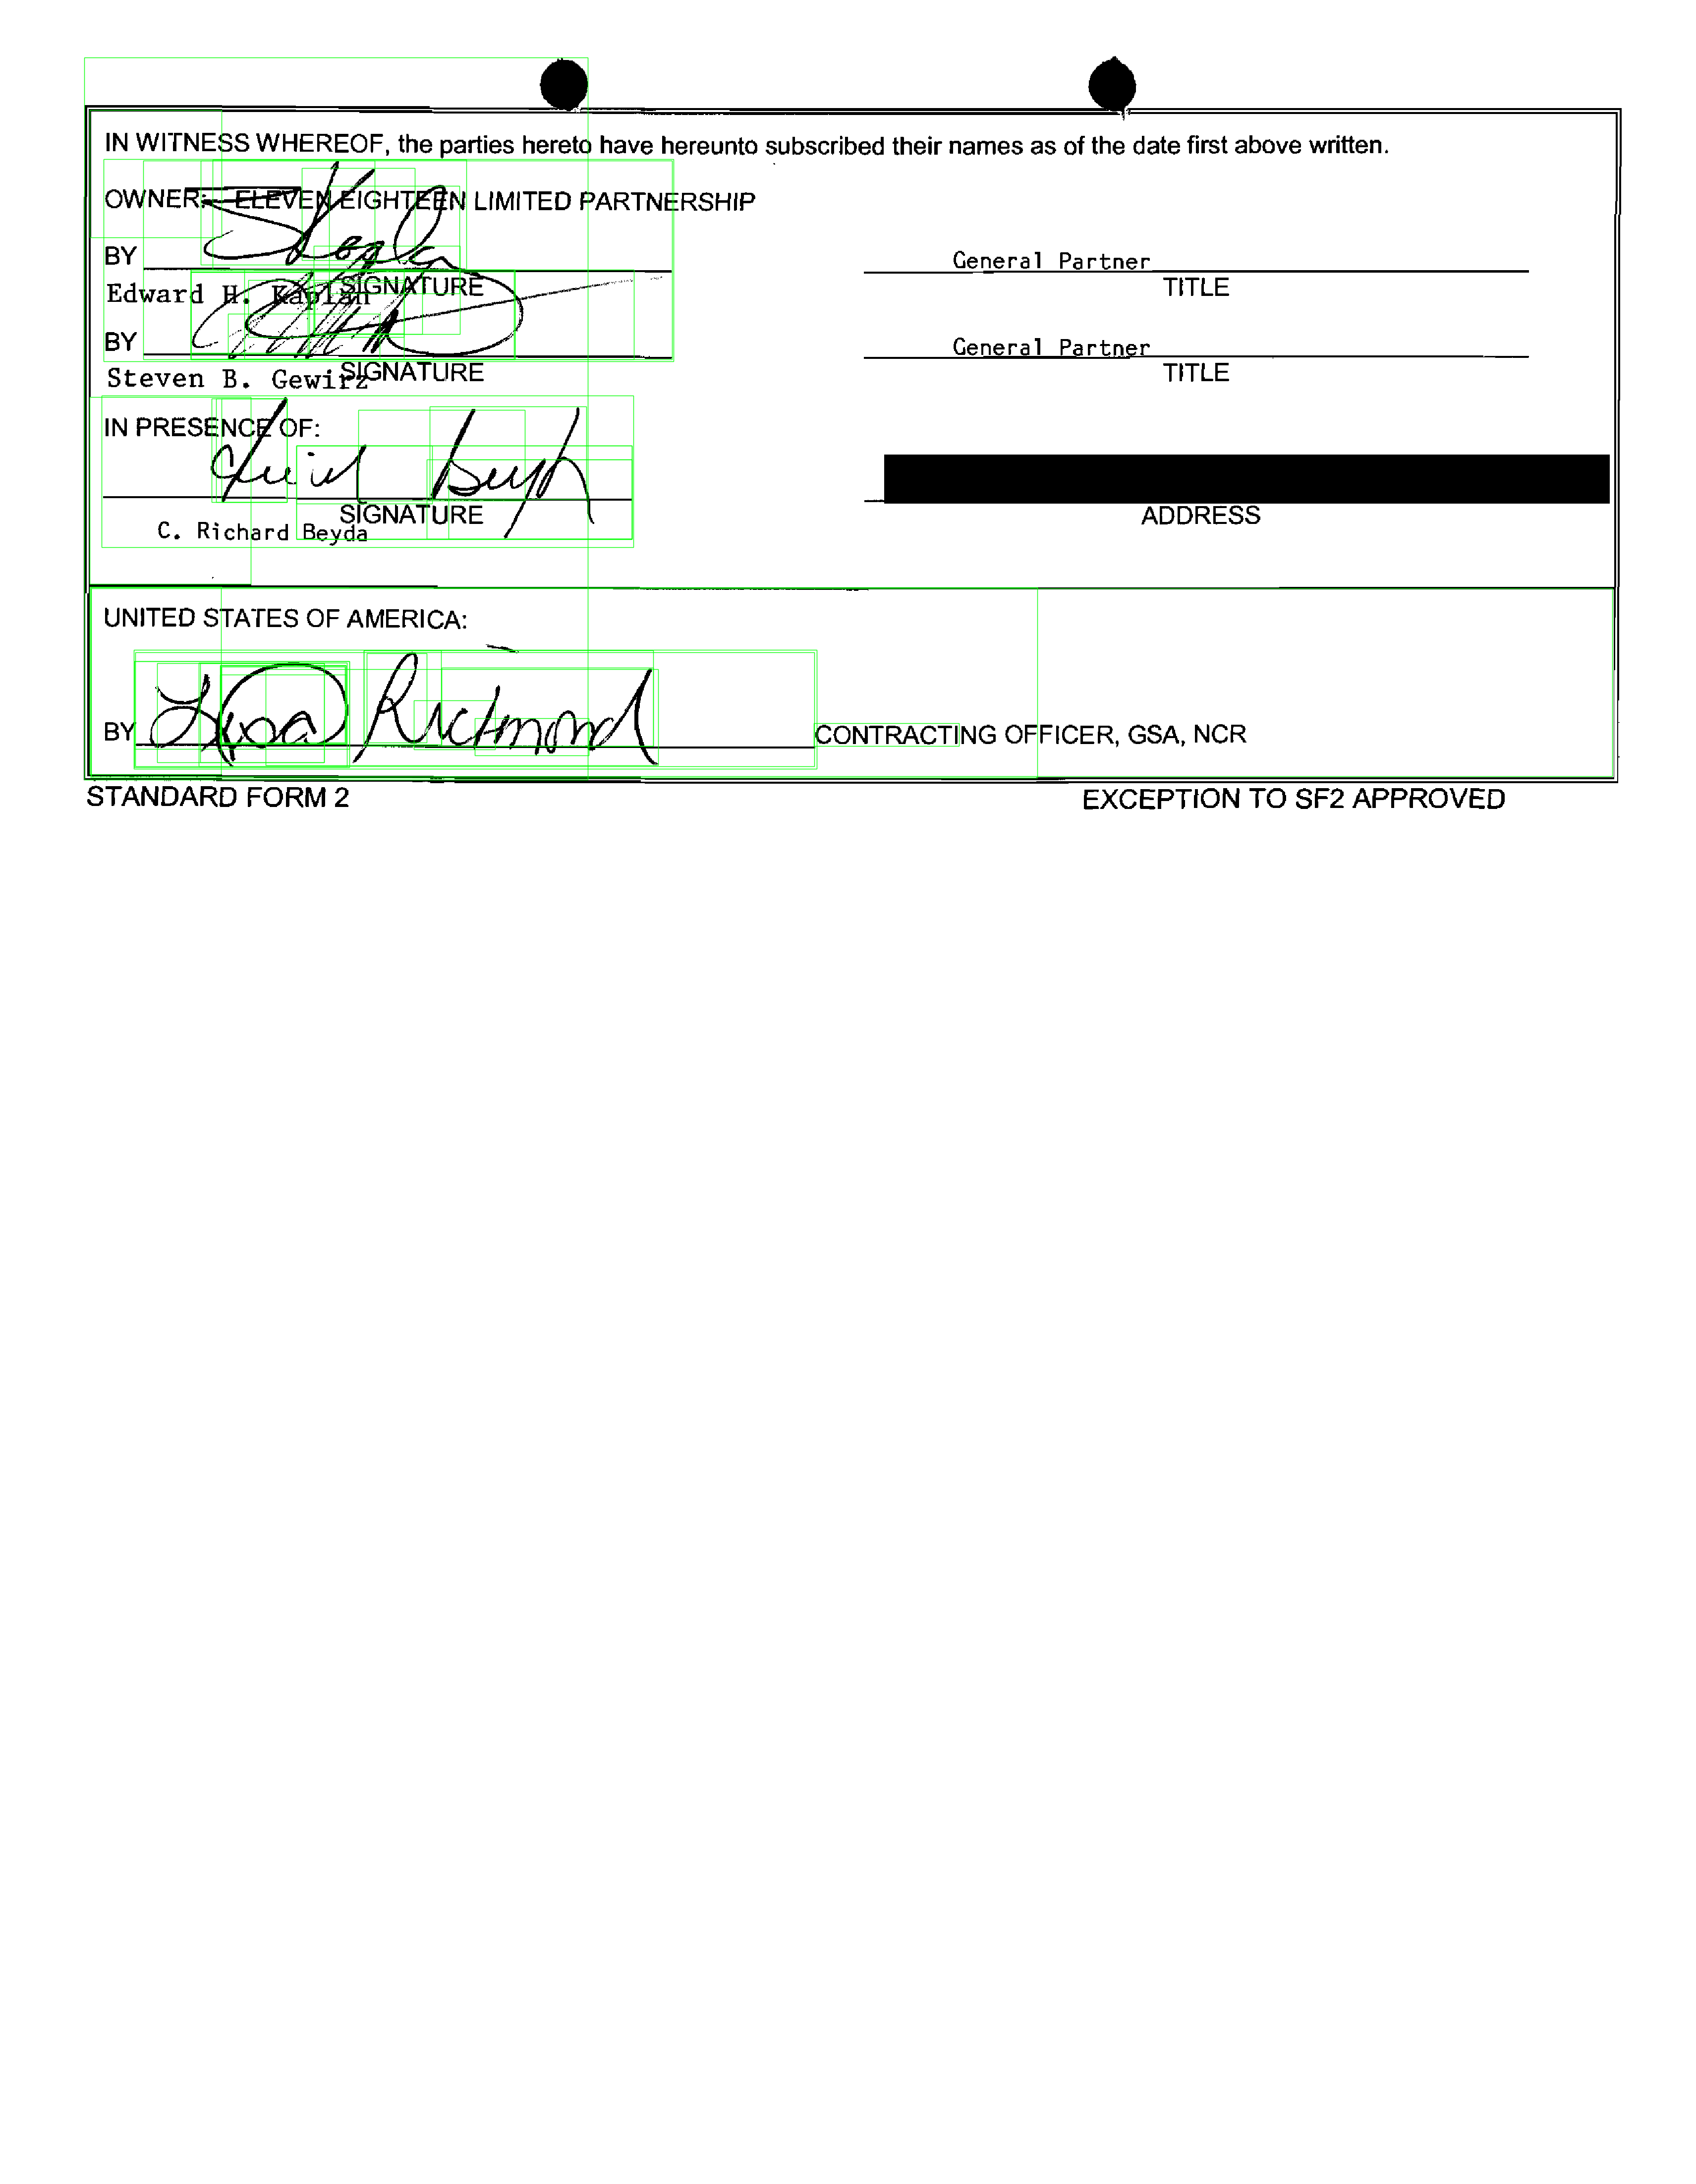 IN WITNESS WHEREOF, the parties hereto have hereunto subscribed their names as of the date first above written.
OWNER: ELEVEN EIGHTEEN LIMITED PARTNERSHIP
BY General Partner
Edward H. Kaplan SIGNATURE TITLE
BY General Partner
Steven B. Gewirz SIGNATURE TITLE
IN PRESENCE OF:
SIGNATURE ADDRESS
C. Richard Beyda
UNITED STATES OF AMERICA:
BY Lisa Richmond CONTRACTING OFFICER, GSA, NCR
STANDARD FORM 2 EXCEPTION TO SF2 APPROVED